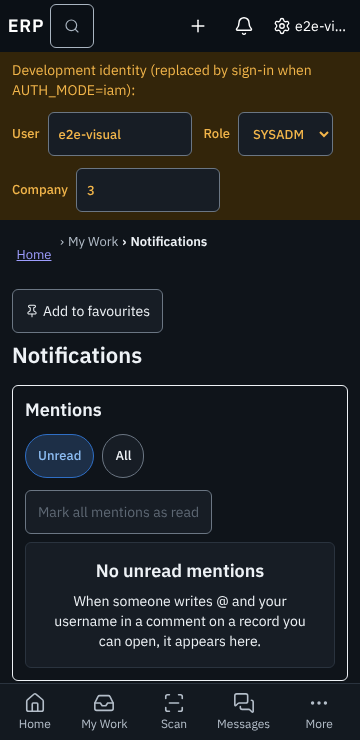 ERP
e2e-vi...
Development identity (replaced by sign-in when
AUTH_MODE=iam):
User e2e-visual Role SYSADM
Company 3
Home › My Work › Notifications
Add to favourites
Notifications
Mentions
Unread All
Mark all mentions as read
No unread mentions
When someone writes @ and your
username in a comment on a record you
can open, it appears here.
Home My Work Scan Messages More